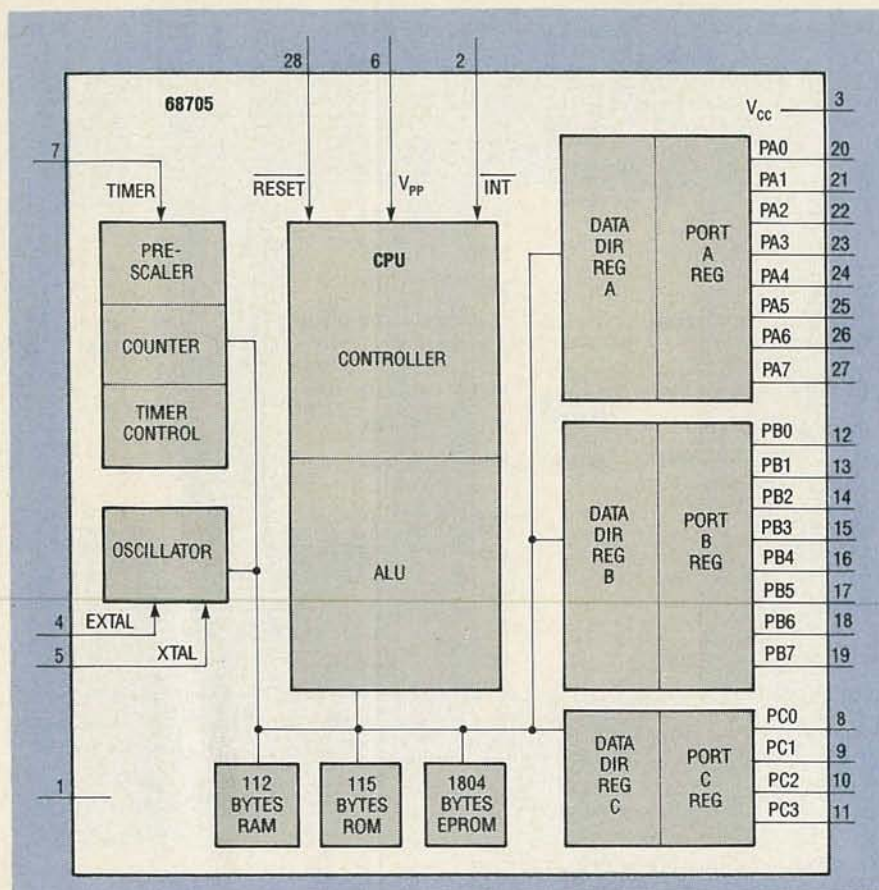 28
6
2
68705
V_CC
3
7
TIMER
RESET
V_PP
INT
PRE-
SCALER
COUNTER
TIMER
CONTROL
CPU
CONTROLLER
ALU
OSCILLATOR
4
EXTAL
5
XTAL
1
112
BYTES
RAM
115
BYTES
ROM
1804
BYTES
EPROM
DATA
DIR
REG
A
PORT
A
REG
PA0 20
PA1 21
PA2 22
PA3 23
PA4 24
PA5 25
PA6 26
PA7 27
DATA
DIR
REG
B
PORT
B
REG
PB0 12
PB1 13
PB2 14
PB3 15
PB4 16
PB5 17
PB6 18
PB7 19
DATA
DIR
REG
C
PORT
C
REG
PC0 8
PC1 9
PC2 10
PC3 11